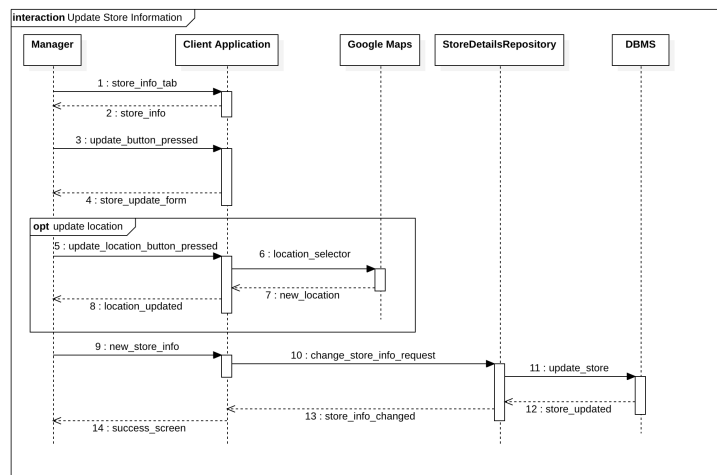 interaction Update Store Information
Manager
Client Application
Google Maps
StoreDetailsRepository
DBMS
1 : store_info_tab
2 : store_info
3 : update_button_pressed
4 : store_update_form
opt update location
5 : update_location_button_pressed
6 : location_selector
7 : new_location
8 : location_updated
9 : new_store_info
10 : change_store_info_request
11 : update_store
12 : store_updated
13 : store_info_changed
14 : success_screen